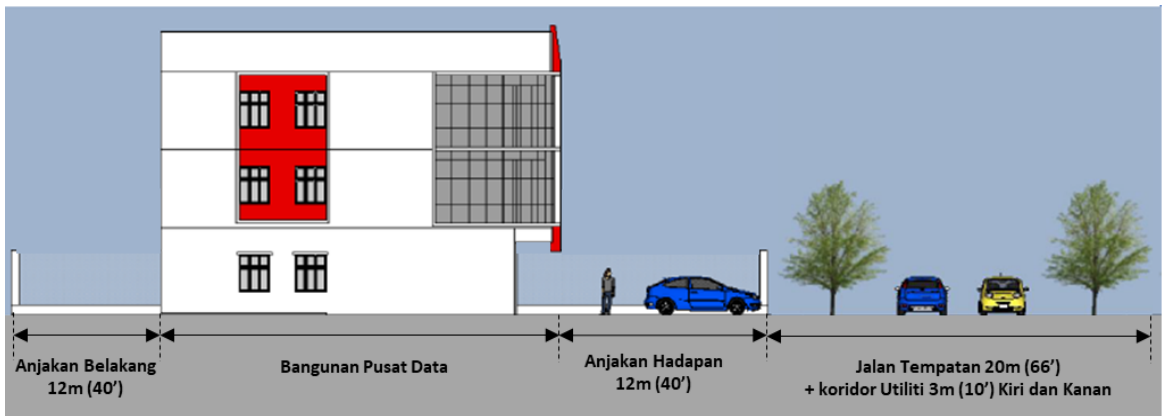 Anjakan Belakang
12m (40’)
Bangunan Pusat Data
Anjakan Hadapan
12m (40’)
Jalan Tempatan 20m (66’)
+ koridor Utiliti 3m (10’) Kiri dan Kanan